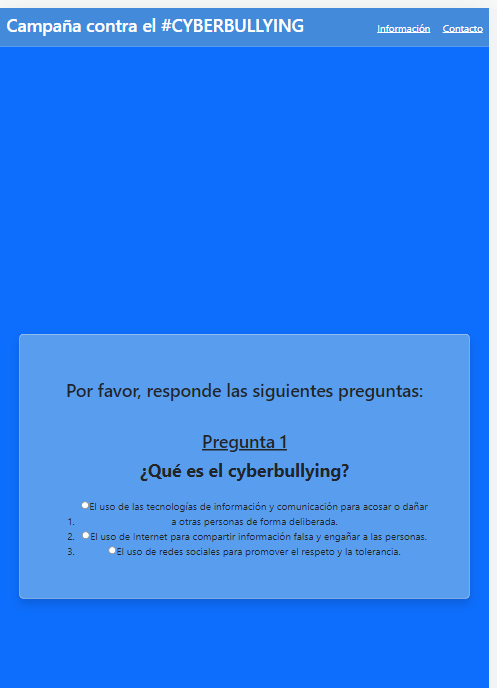 Campaña contra el #CYBERBULLYING
Información Contacto
Por favor, responde las siguientes preguntas:
Pregunta 1
¿Qué es el cyberbullying?
El uso de las tecnologías de información y comunicación para acosar o dañar
1. a otras personas de forma deliberada.
2. El uso de Internet para compartir información falsa y engañar a las personas.
3. El uso de redes sociales para promover el respeto y la tolerancia.